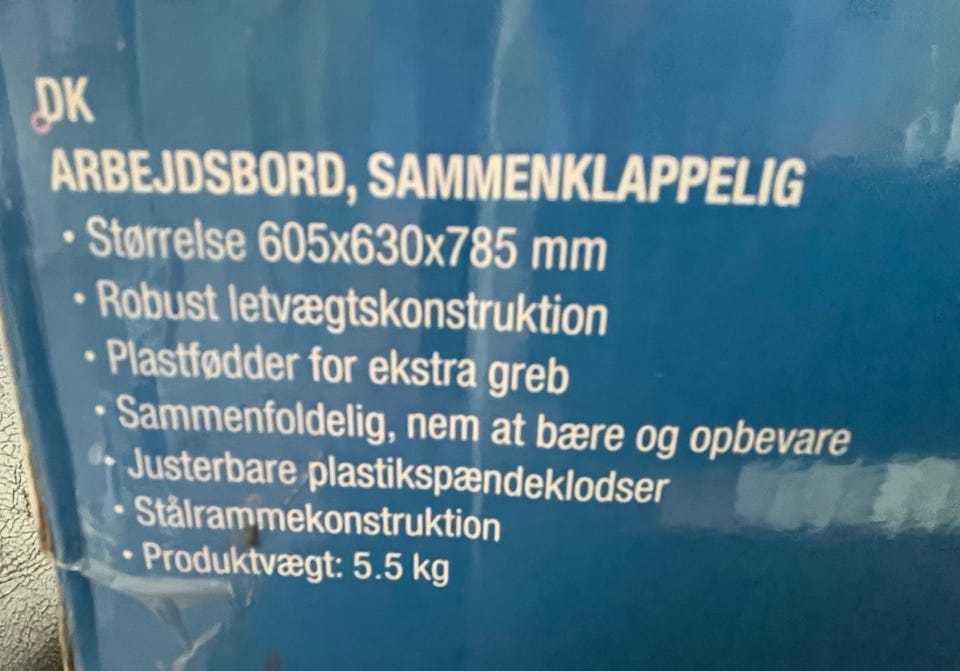 DK
ARBEJDSBORD, SAMMENKLAPPELIG
• Størrelse 605x630x785 mm
• Robust letvægtskonstruktion
• Plastfødder for ekstra greb
• Sammenfoldelig, nem at bære og opbevare
• Justerbare plastikspændeklodser
• Stålrammekonstruktion
• Produktvægt: 5.5 kg